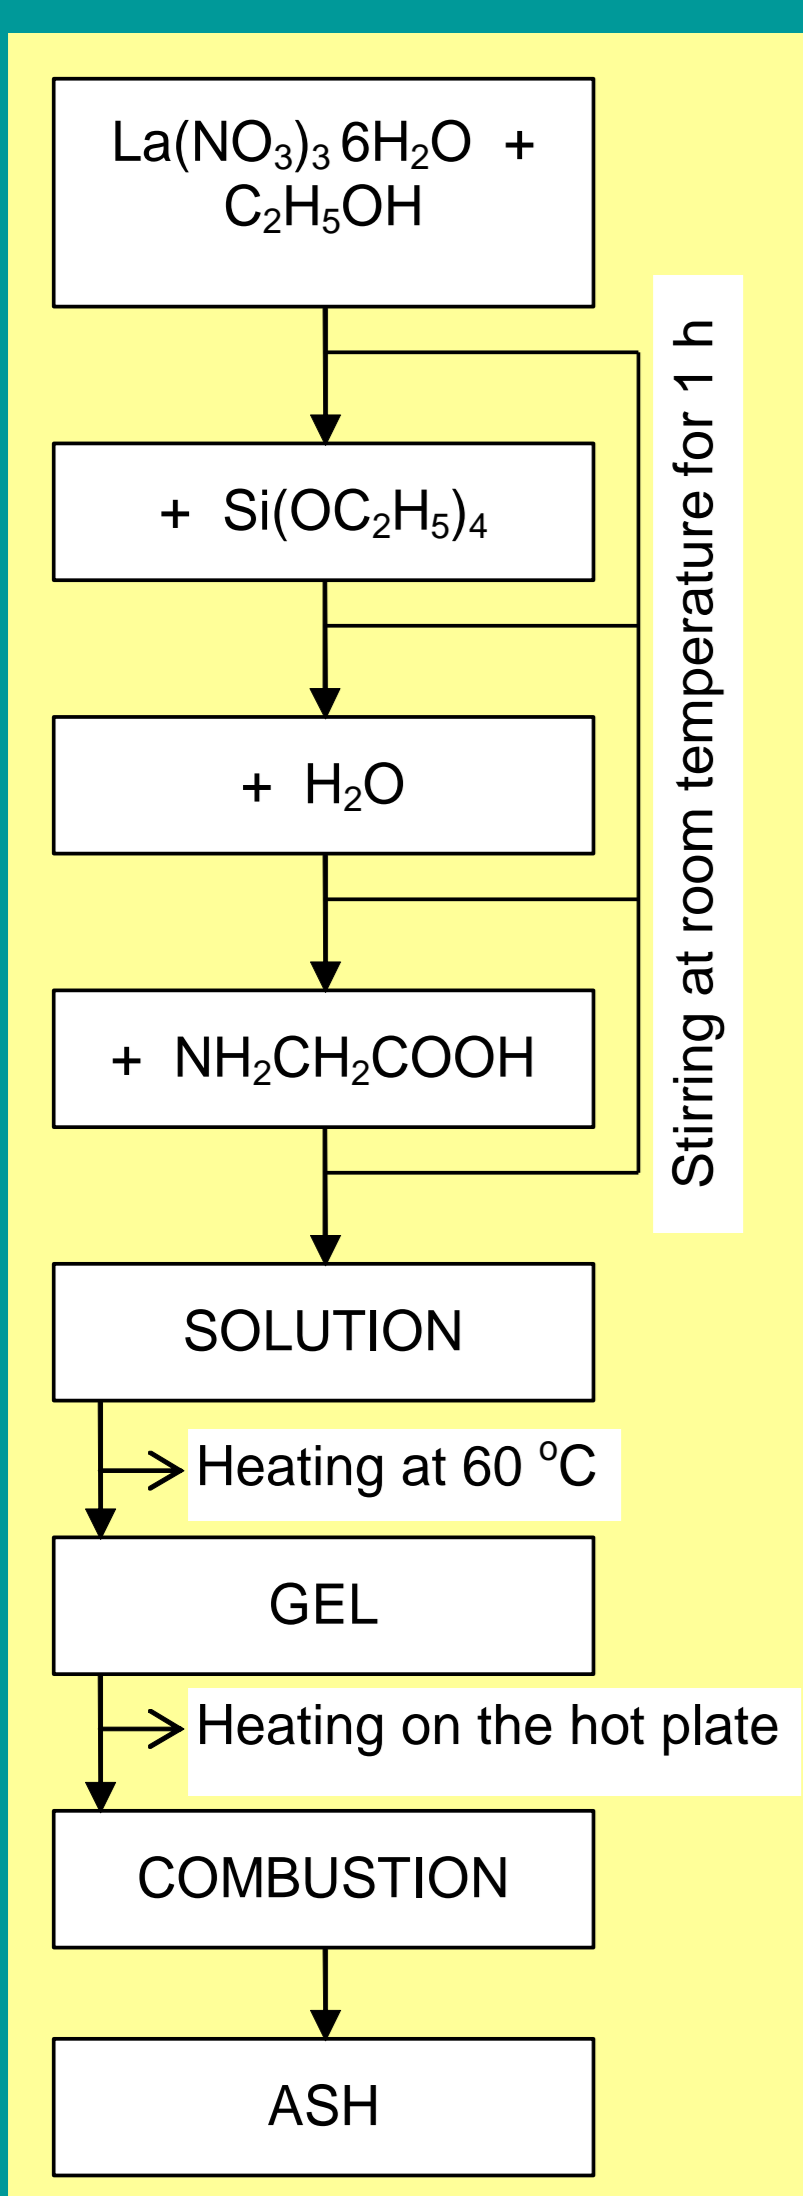 La(NO₃)₃ 6H₂O +
C₂H₅OH
+ Si(OC₂H₅)₄
+ H₂O
+ NH₂CH₂COOH
Stirring at room temperature for 1 h
SOLUTION
Heating at 60 °C
GEL
Heating on the hot plate
COMBUSTION
ASH